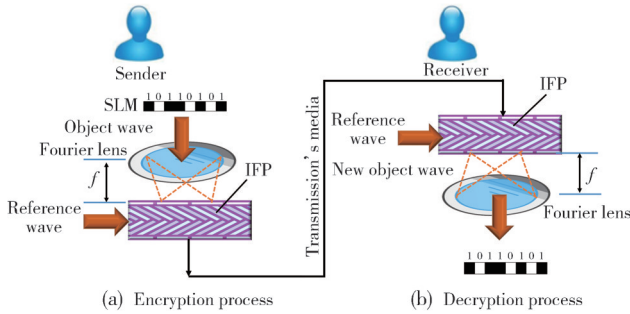 Sender
SLM
1 0 1 1 0 1 0 1
Object wave
Fourier lens
f
IFP
Reference
wave
(a) Encryption process
Transmission's media
Receiver
IFP
Reference
wave
New object wave
f
Fourier lens
1 0 1 1 0 1 0 1
(b) Decryption process